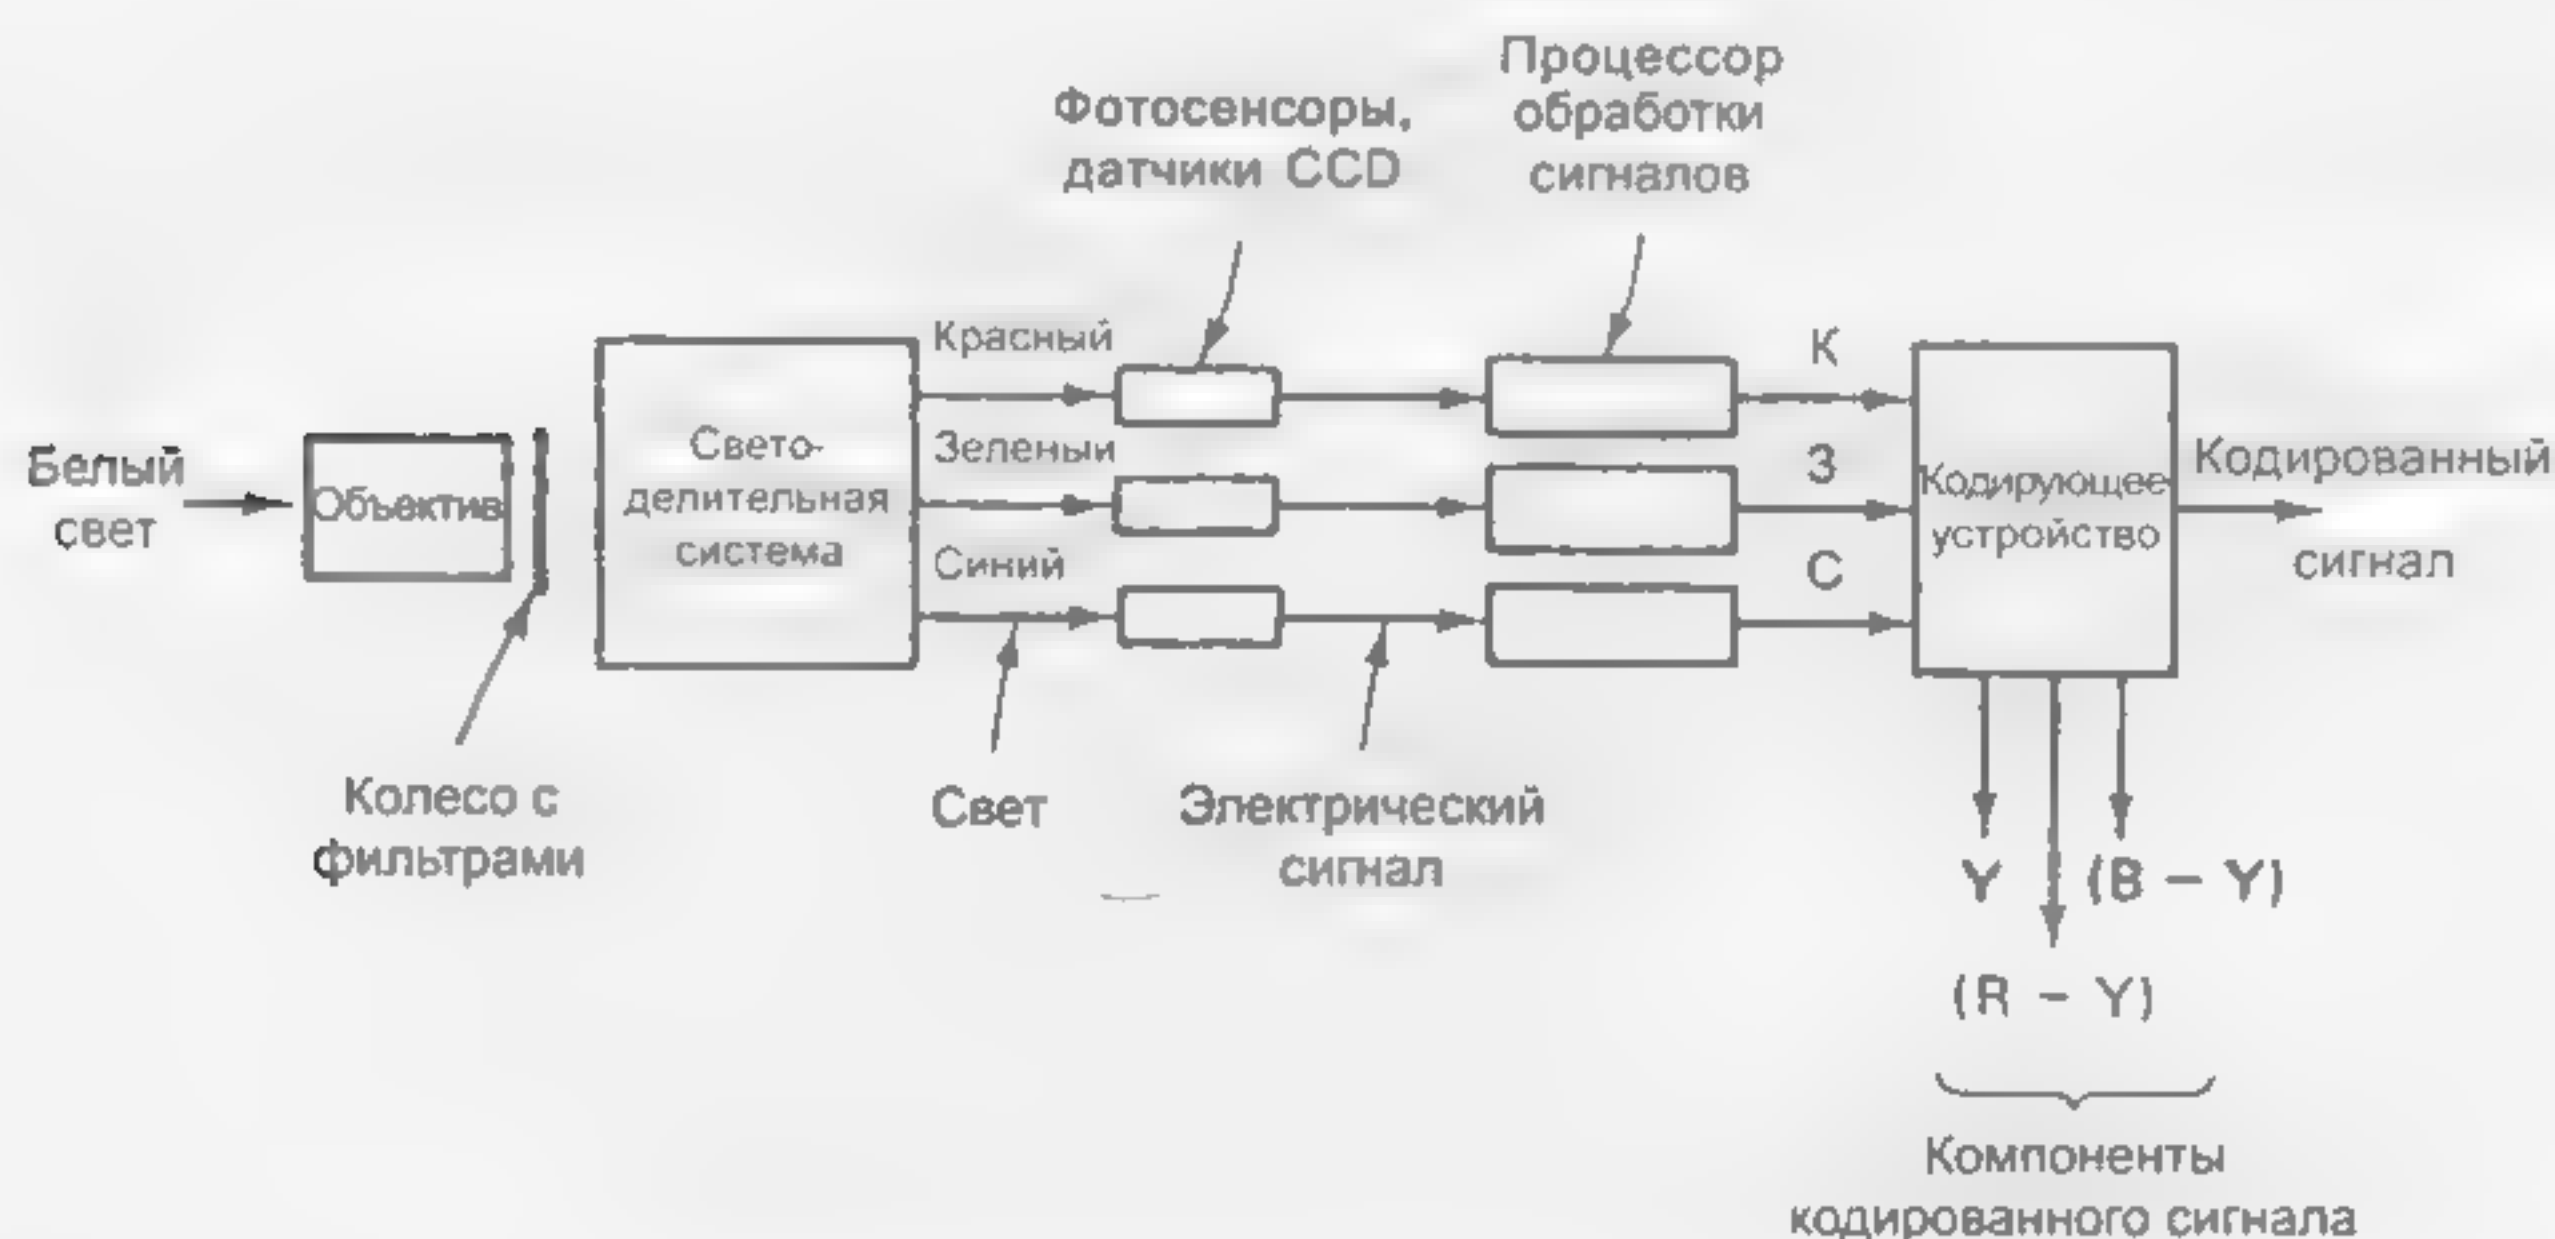 Процессор
обработки
сигналов
Фотосенсоры,
датчики CCD
Белый
свет
Объектив
Колесо с
фильтрами
Свето-
делительная
система
Красный
Зеленый
Синий
Свет
Электрический
сигнал
К
З
С
Кодирующее
устройство
Кодированный
сигнал
Y
(B – Y)
(R – Y)
Компоненты
кодированного сигнала